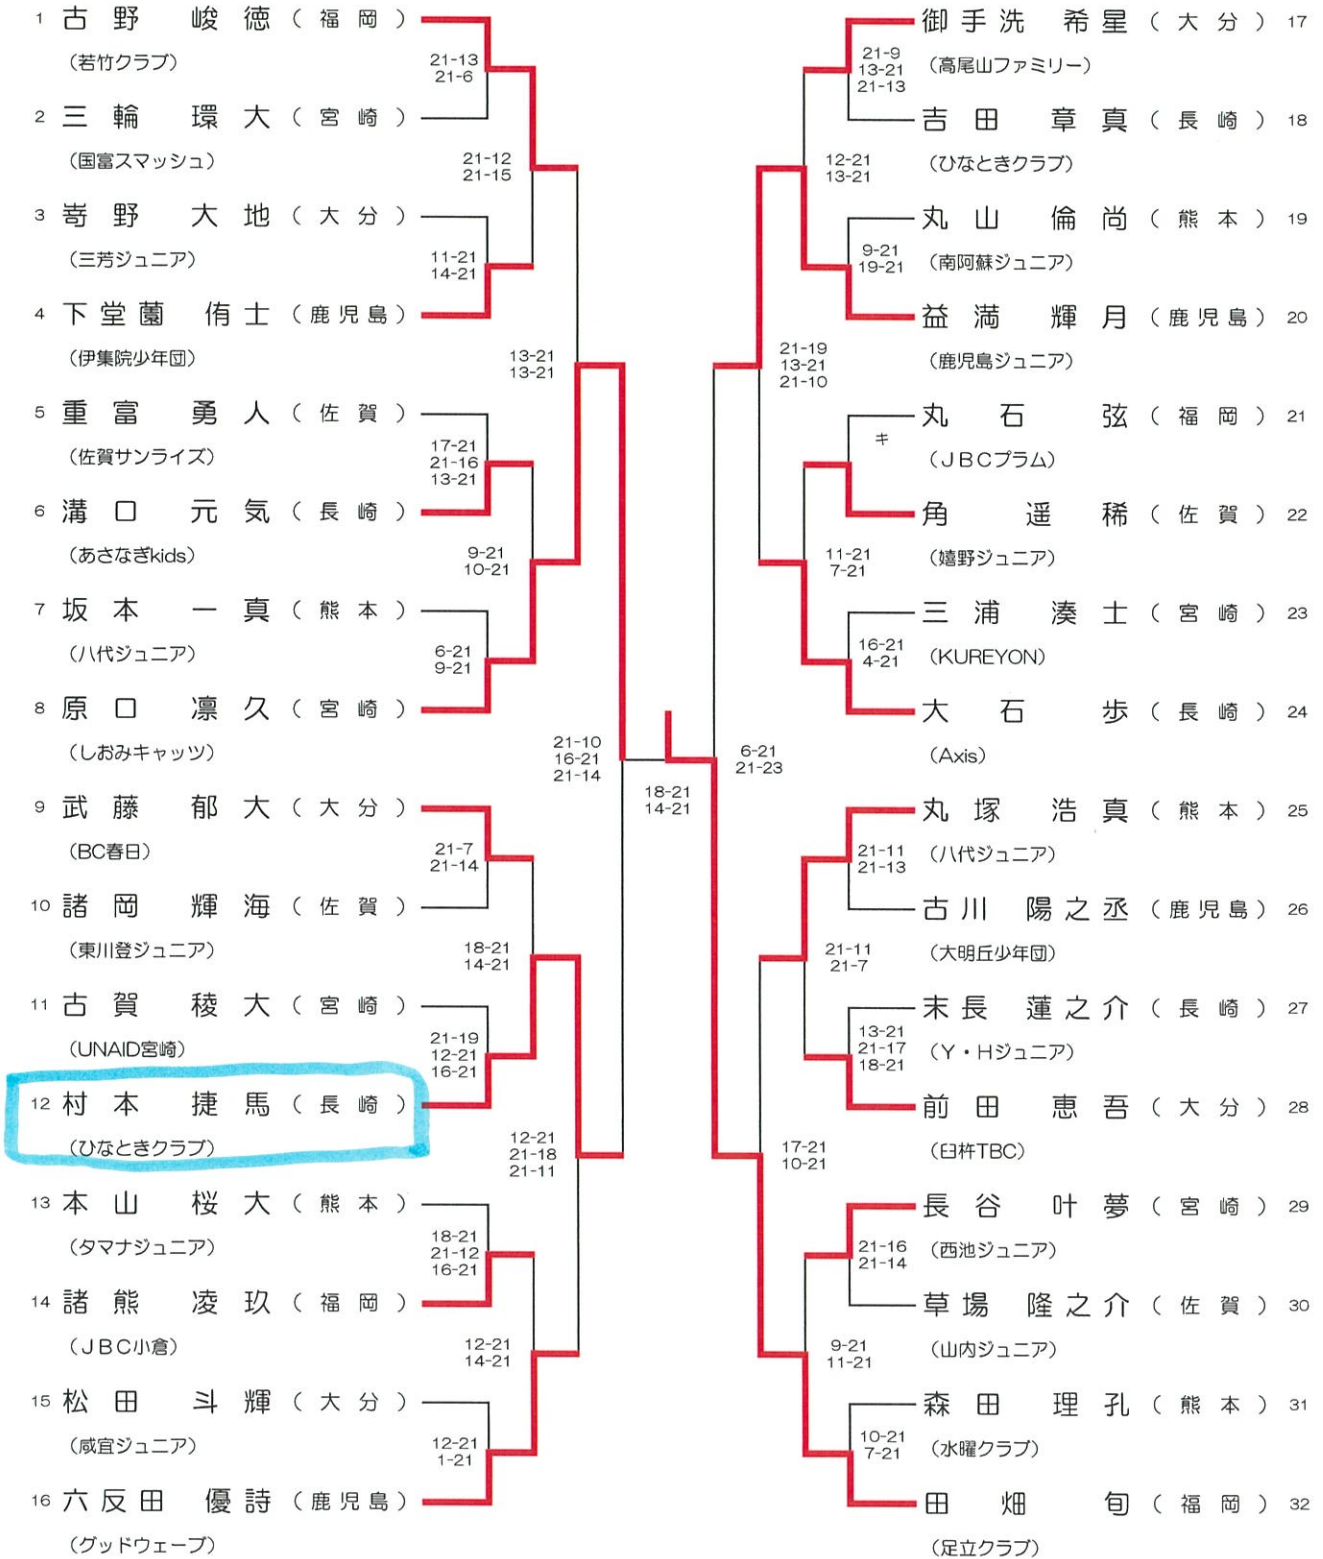 1 古野 峻徳 （福岡）
（若竹クラブ）
21-13
21-6
2 三輪 環大 （宮崎）
（国富スマッシュ）
21-12
21-15
3 嵜野 大地 （大分）
（三芳ジュニア）
11-21
14-21
4 下堂薗 侑士 （鹿児島）
（伊集院少年団）
13-21
13-21
5 重富 勇人 （佐賀）
（佐賀サンライズ）
17-21
21-16
13-21
6 溝口 元気 （長崎）
（あさなぎkids）
9-21
10-21
7 坂本 一真 （熊本）
（八代ジュニア）
6-21
9-21
8 原口 凛久 （宮崎）
（しおみキャッツ）
21-10
16-21
21-14
9 武藤 郁大 （大分）
（BC春日）
21-7
21-14
10 諸岡 輝海 （佐賀）
（東川登ジュニア）
18-21
14-21
11 古賀 稜大 （宮崎）
（UNAID宮崎）
21-19
12-21
16-21
12 村本 捷馬 （長崎）
（ひなときクラブ）
12-21
21-18
21-11
13 本山 桜大 （熊本）
（タマナジュニア）
18-21
21-12
16-21
14 諸熊 凌玖 （福岡）
（ＪＢＣ小倉）
12-21
14-21
15 松田 斗輝 （大分）
（咸宜ジュニア）
12-21
1-21
16 六反田 優詩 （鹿児島）
（グッドウェーブ）
18-21
14-21
御手洗 希星 （大分） 17
（高尾山ファミリー）
21-9
13-21
21-13
吉田 章真 （長崎） 18
（ひなときクラブ）
12-21
13-21
丸山 倫尚 （熊本） 19
（南阿蘇ジュニア）
9-21
19-21
益満 輝月 （鹿児島） 20
（鹿児島ジュニア）
21-19
13-21
21-10
丸石 弦 （福岡） 21
（ＪＢＣプラム）
キ
角 遥稀 （佐賀） 22
（嬉野ジュニア）
11-21
7-21
三浦 湊士 （宮崎） 23
（KUREYON）
16-21
4-21
大石 歩 （長崎） 24
（Axis）
6-21
21-23
丸塚 浩真 （熊本） 25
（八代ジュニア）
21-11
21-13
古川 陽之丞 （鹿児島） 26
（大明丘少年団）
21-11
21-7
末長 蓮之介 （長崎） 27
（Ｙ・Ｈジュニア）
13-21
21-17
18-21
前田 恵吾 （大分） 28
（臼杵TBC）
17-21
10-21
長谷 叶夢 （宮崎） 29
（西池ジュニア）
21-16
21-14
草場 隆之介 （佐賀） 30
（山内ジュニア）
9-21
11-21
森田 理孔 （熊本） 31
（水曜クラブ）
10-21
7-21
田畑 旬 （福岡） 32
（足立クラブ）